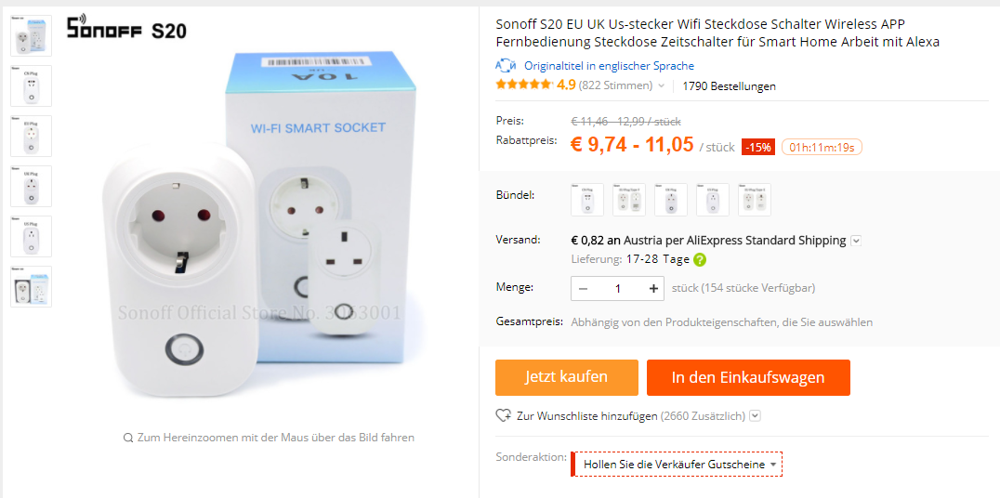 SONOFF S20
10A
UK
WI-FI SMART SOCKET
Sonoff Official Store No. 3063001
Zum Hereinzoomen mit der Maus über das Bild fahren
Sonoff S20 EU UK Us-stecker Wifi Steckdose Schalter Wireless APP
Fernbedienung Steckdose Zeitschalter für Smart Home Arbeit mit Alexa
Originaltitel in englischer Sprache
4.9 (822 Stimmen) 1790 Bestellungen
Preis: € 11,46 - 12,99 / stück
Rabattpreis: € 9,74 - 11,05 / stück -15% 01h:11m:19s
Bündel:
Versand: € 0,82 an Austria per AliExpress Standard Shipping
Lieferung: 17-28 Tage ?
Menge: − 1 + stück (154 stücke Verfügbar)
Gesamtpreis: Abhängig von den Produkteigenschaften, die Sie auswählen
Jetzt kaufen In den Einkaufswagen
Zur Wunschliste hinzufügen (2660 Zusätzlich)
Sonderaktion: Hollen Sie die Verkäufer Gutscheine